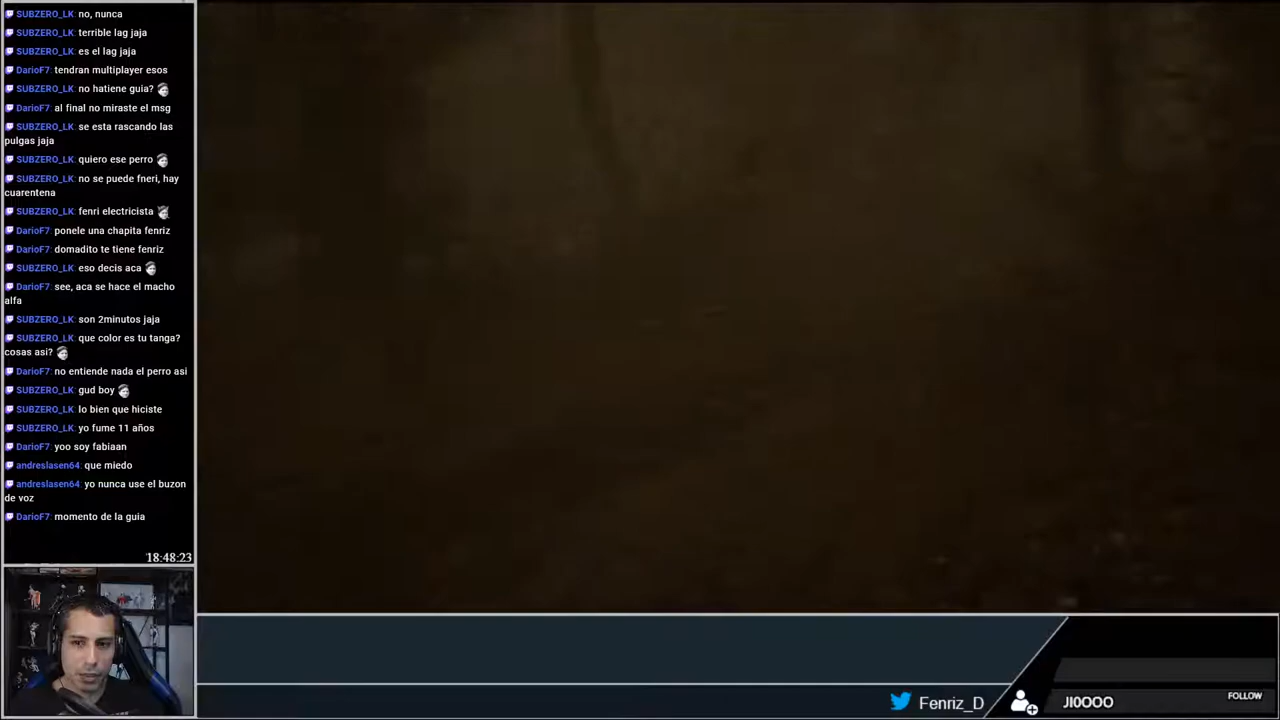 SUBZERO_LK: no, nunca
SUBZERO_LK: terrible lag jaja
SUBZERO_LK: es el lag jaja
DarioF7: tendran multiplayer esos
SUBZERO_LK: no hatiene guia?
DarioF7: al final no miraste el msg
SUBZERO_LK: se esta rascando las
pulgas jaja
SUBZERO_LK: quiero ese perro
SUBZERO_LK: no se puede fneri, hay
cuarentena
SUBZERO_LK: fenri electricista
DarioF7: ponele una chapita fenriz
DarioF7: domadito te tiene fenriz
SUBZERO_LK: eso decis aca
DarioF7: see, aca se hace el macho
alfa
SUBZERO_LK: son 2minutos jaja
SUBZERO_LK: que color es tu tanga?
cosas asi?
DarioF7: no entiende nada el perro asi
SUBZERO_LK: gud boy
SUBZERO_LK: lo bien que hiciste
SUBZERO_LK: yo fume 11 años
DarioF7: yoo soy fabiaan
andreslasen64: que miedo
andreslasen64: yo nunca use el buzon
de voz
DarioF7: momento de la guia
18:48:23
Fenriz_D
JI0OOO
FOLLOW